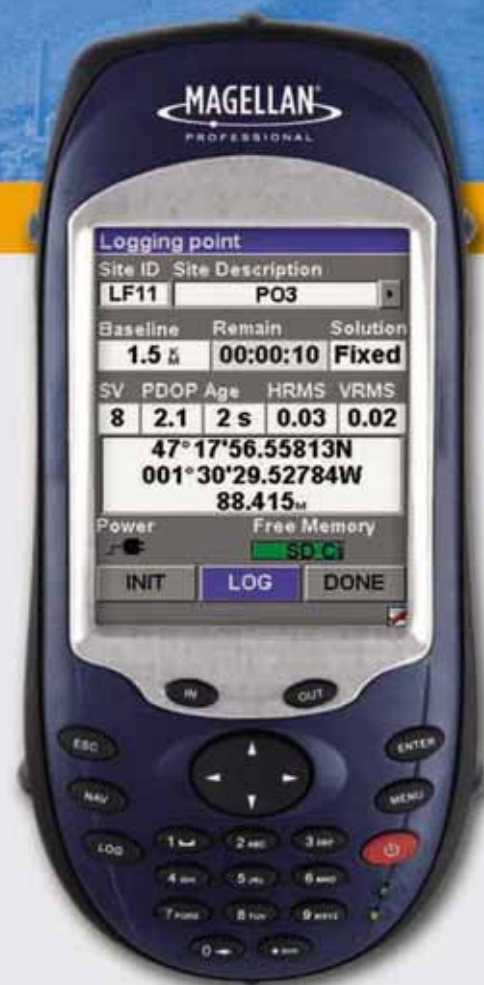 MAGELLAN
PROFESSIONAL
Logging point
Site ID Site Description
LF11 PO3
Baseline Remain Solution
1.5 KM 00:00:10 Fixed
SV PDOP Age HRMS VRMS
8 2.1 2 s 0.03 0.02
47°17'56.55813N
001°30'29.52784W
88.415M
Power Free Memory
SD C
INIT LOG DONE
IN OUT
ESC ENTER
NAV MENU
LOG 1 2 ABC 3 DEF
4 GHI 5 JKL 6 MNO
7 PQRS 8 TUV 9 WXYZ
0